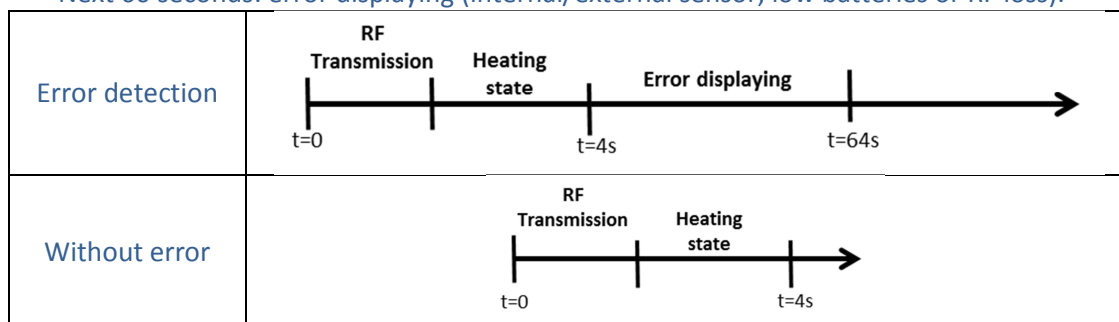 Next 60 seconds: error displaying (internal/external sensor, low batteries or RF loss).
Error detection
RF
Transmission
Heating
state
Error displaying
t=0
t=4s
t=64s
Without error
RF
Transmission
Heating
state
t=0
t=4s